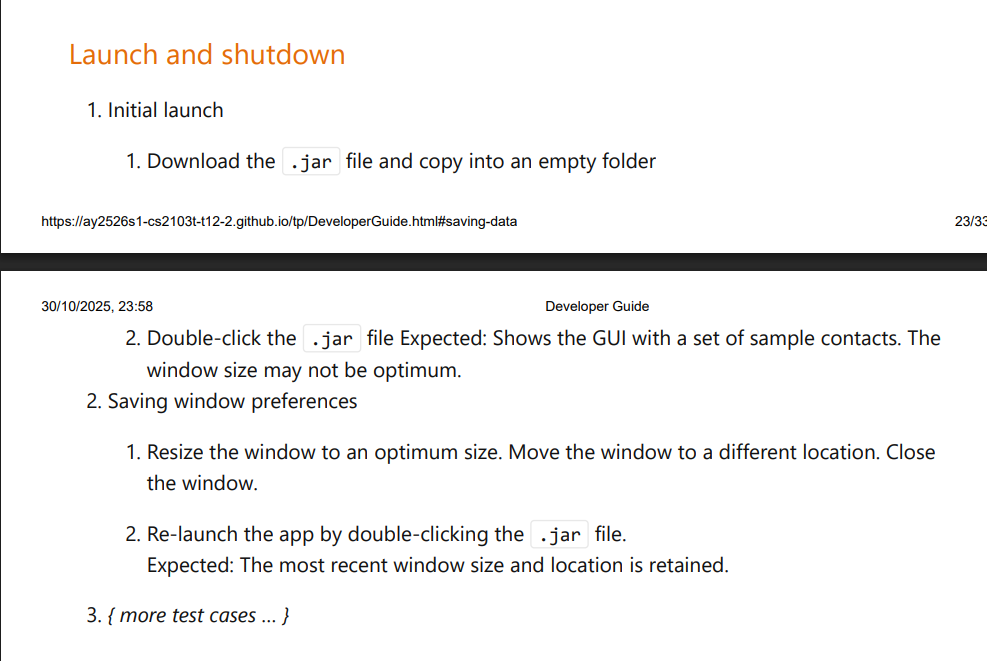 Launch and shutdown
1. Initial launch
1. Download the .jar file and copy into an empty folder
https://ay2526s1-cs2103t-t12-2.github.io/tp/DeveloperGuide.html#saving-data 23/33
30/10/2025, 23:58 Developer Guide
2. Double-click the .jar file Expected: Shows the GUI with a set of sample contacts. The
window size may not be optimum.
2. Saving window preferences
1. Resize the window to an optimum size. Move the window to a different location. Close
the window.
2. Re-launch the app by double-clicking the .jar file.
Expected: The most recent window size and location is retained.
3. { more test cases … }